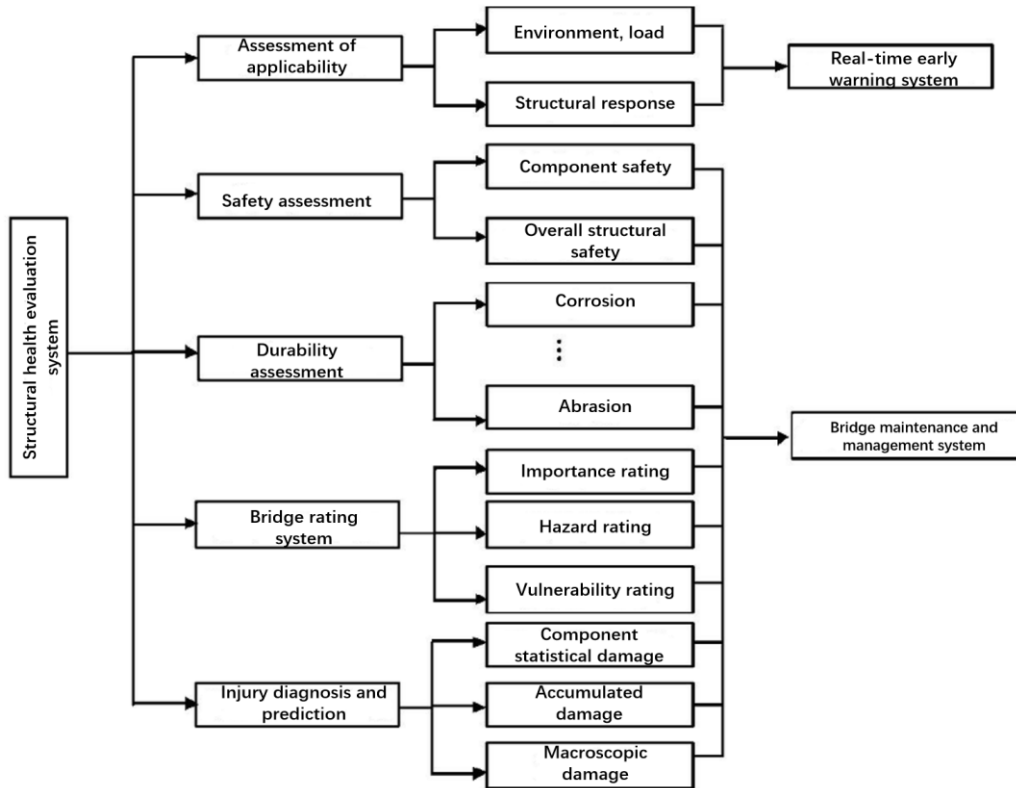 Structural health evaluation
system
Assessment of
applicability
Safety assessment
Durability
assessment
Bridge rating
system
Injury diagnosis and
prediction
Environment, load
Structural response
Component safety
Overall structural
safety
Corrosion
⋮
Abrasion
Importance rating
Hazard rating
Vulnerability rating
Component
statistical damage
Accumulated
damage
Macroscopic
damage
Real-time early
warning system
Bridge maintenance and
management system